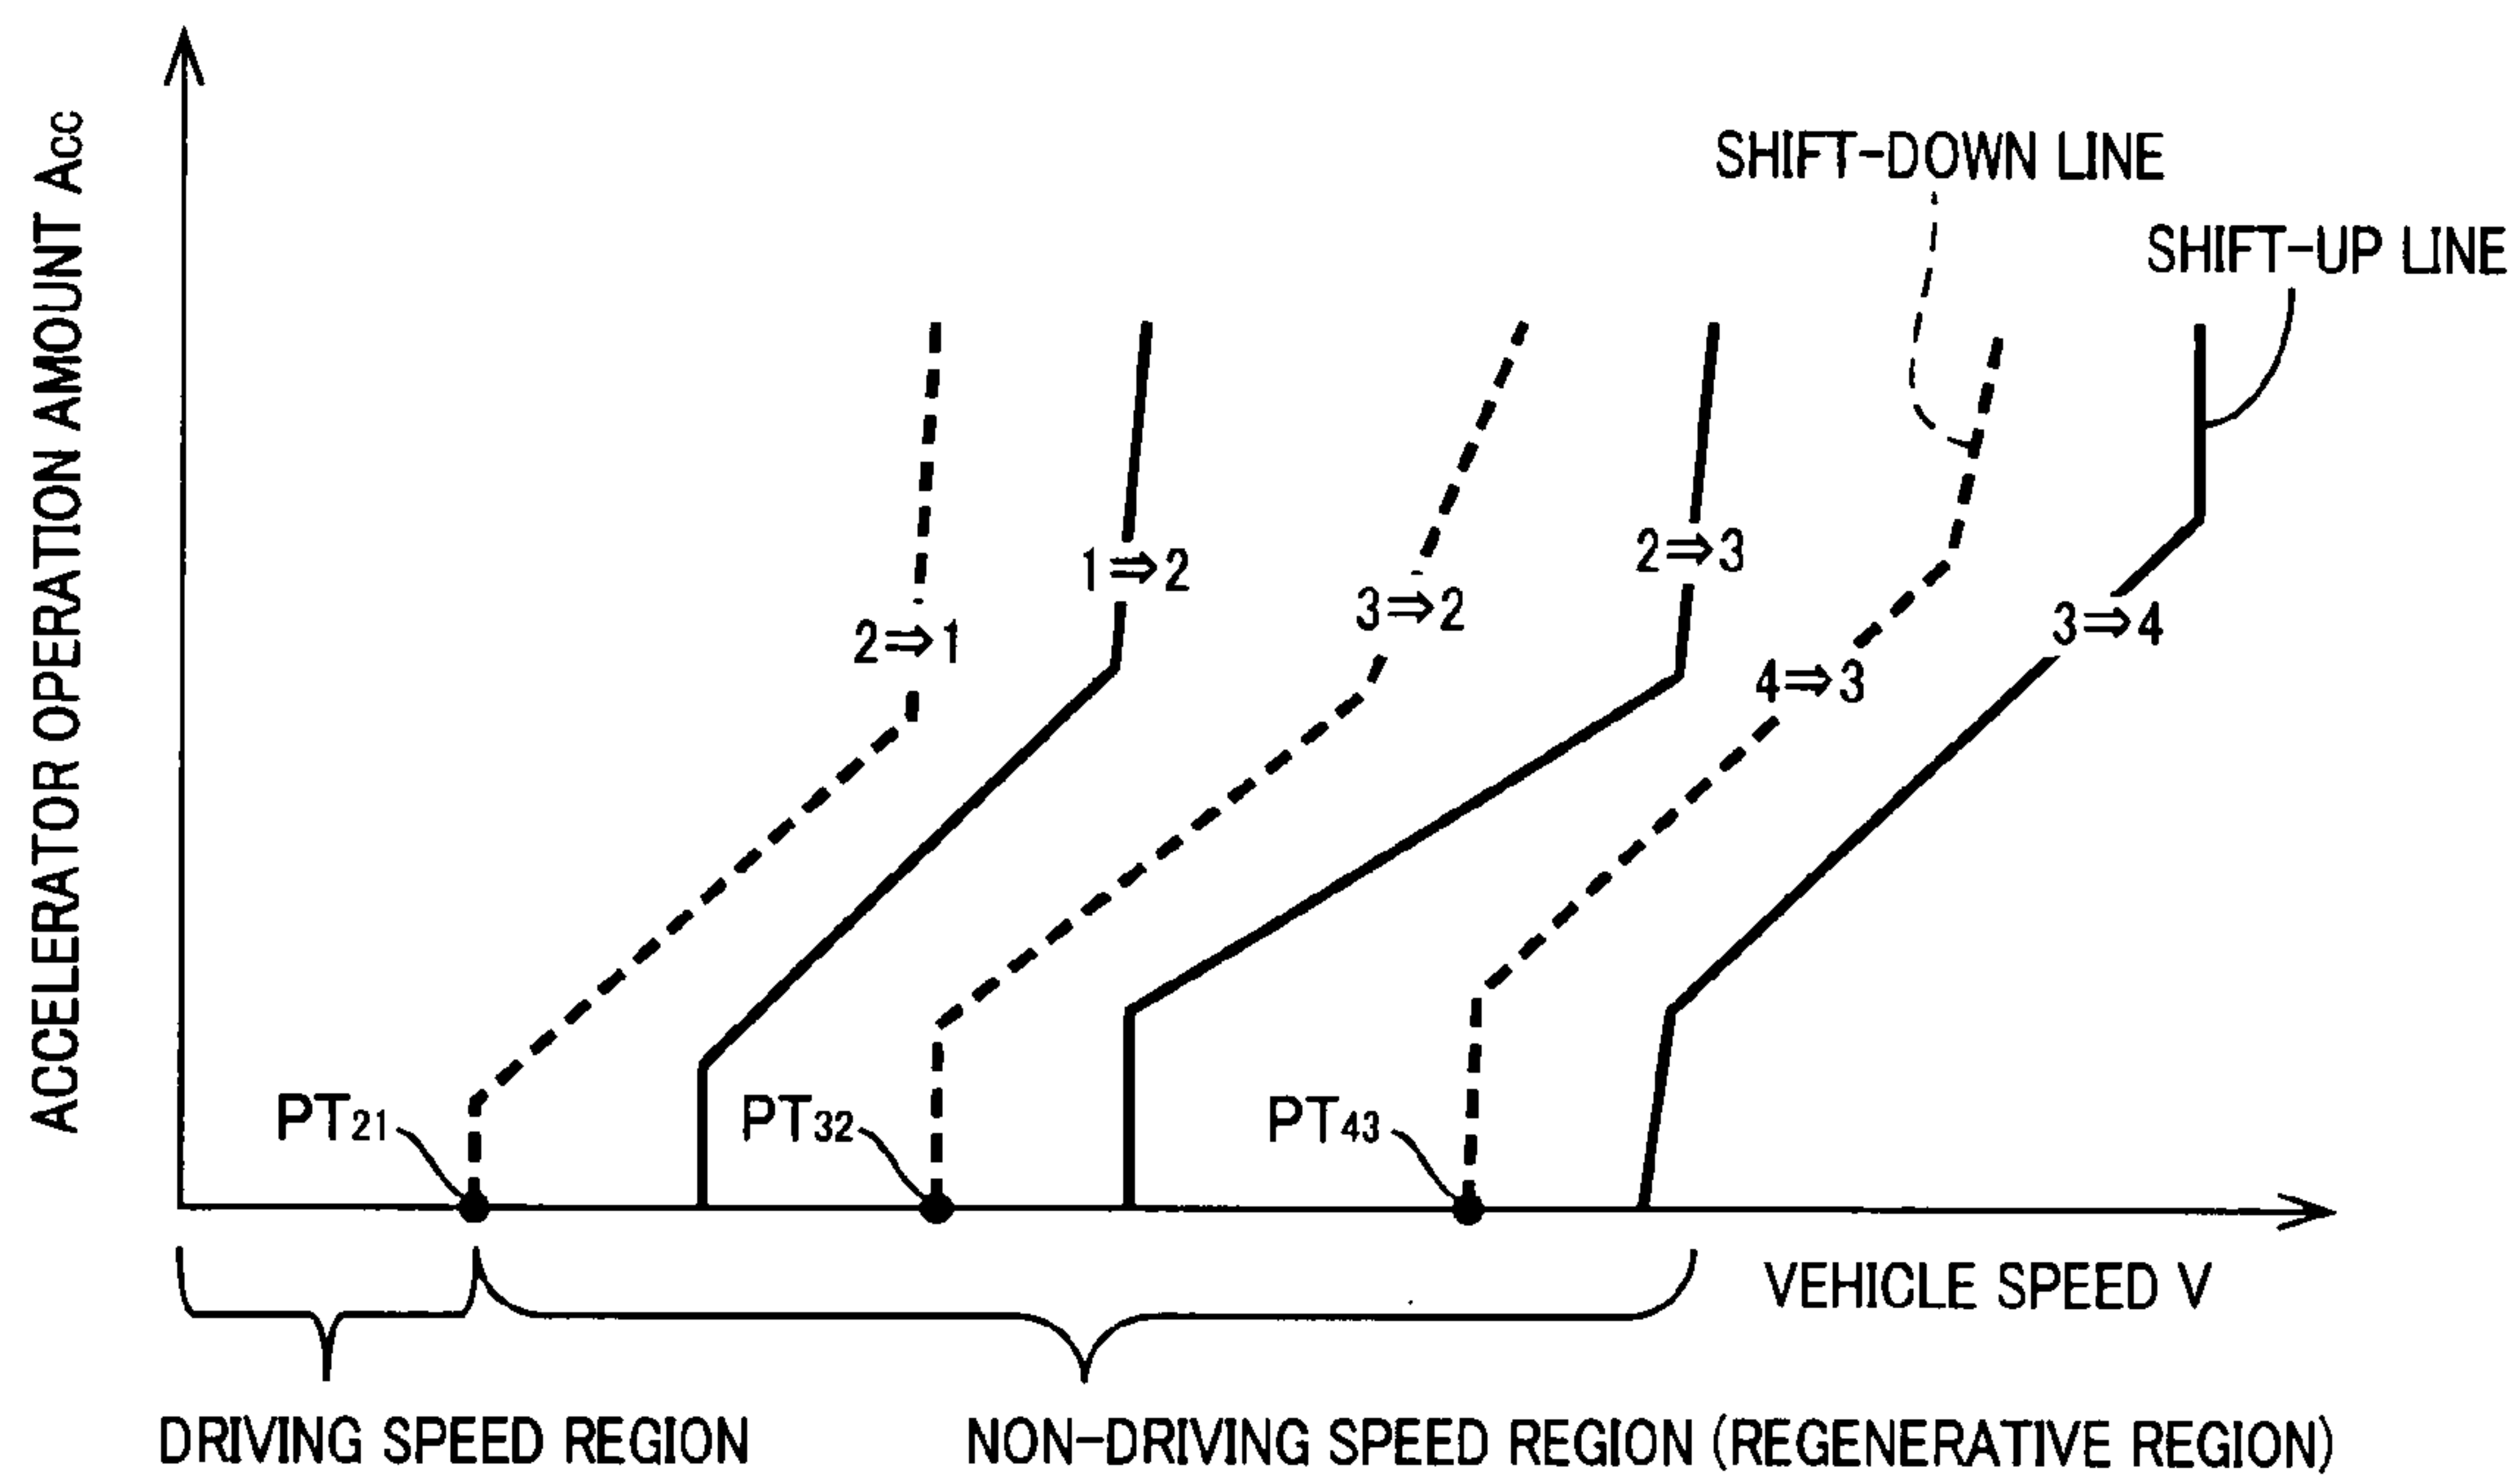 ACCELERATOR OPERATION AMOUNT Acc
SHIFT-DOWN LINE
SHIFT-UP LINE
1⇒2
2⇒3
3⇒2
3⇒4
2⇒1
4⇒3
PT21
PT32
PT43
VEHICLE SPEED V
DRIVING SPEED REGION
NON-DRIVING SPEED REGION (REGENERATIVE REGION)